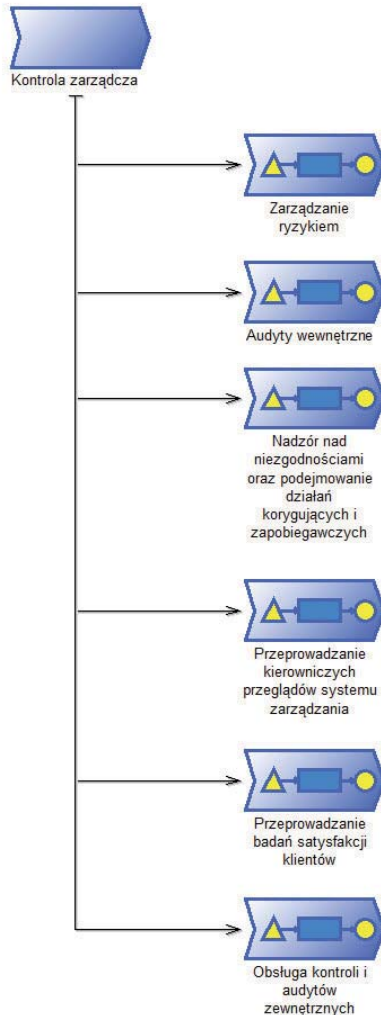 Kontrola zarządcza
Zarządzanie
ryzykiem
Audyty wewnętrzne
Nadzór nad
niezgodnościami
oraz podejmowanie
działań
korygujących i
zapobiegawczych
Przeprowadzanie
kierowniczych
przeglądów systemu
zarządzania
Przeprowadzanie
badań satysfakcji
klientów
Obsługa kontroli i
audytów
zewnętrznych